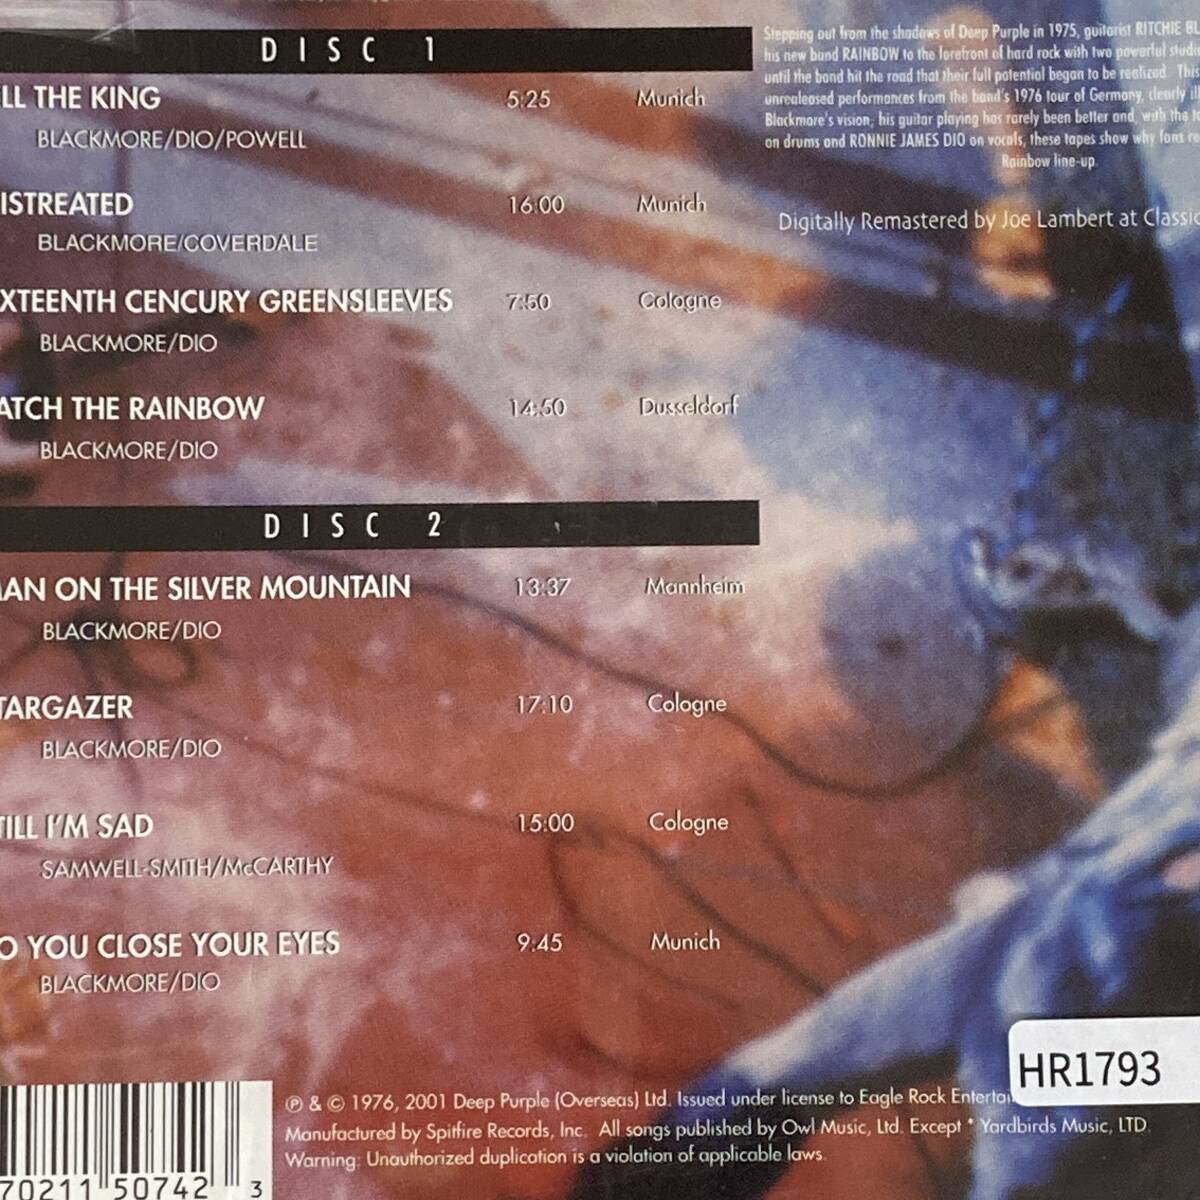 DISC 1
LL THE KING 5:25 Munich
BLACKMORE/DIO/POWELL
ISTREATED 16:00 Munich
BLACKMORE/COVERDALE
XTEENTH CENCURY GREENSLEEVES 7:50 Cologne
BLACKMORE/DIO
ATCH THE RAINBOW 14:50 Dusseldorf
BLACKMORE/DIO
DISC 2
AN ON THE SILVER MOUNTAIN 13:37 Mannheim
BLACKMORE/DIO
TARGAZER 17:10 Cologne
BLACKMORE/DIO
TILL I'M SAD 15:00 Cologne
SAMWELL-SMITH/McCARTHY
O YOU CLOSE YOUR EYES 9:45 Munich
BLACKMORE/DIO
Stepping out from the shadows of Deep Purple in 1975, guitarist RITCHIE BL
his new band RAINBOW to the forefront of hard rock with two powerful studi
until the band hit the road that their full potential began to be realized. This
unrealeased performances from the band's 1976 tour of Germany, clearly ill
Blackmore's vision, his guitar playing has rarely been better and, with the
on drums and RONNIE JAMES DIO on vocals, these tapes show why fans re
Rainbow line-up.
Digitally Remastered by Joe Lambert at Classic
HR1793
℗ & © 1976, 2001 Deep Purple (Overseas) Ltd. Issued under license to Eagle Rock Entertai
Manufactured by Spitfire Records, Inc. All songs published by Owl Music, Ltd. Except * Yardbirds Music, LTD.
Warning: Unauthorized duplication is a violation of applicable laws.
70211 50742 3